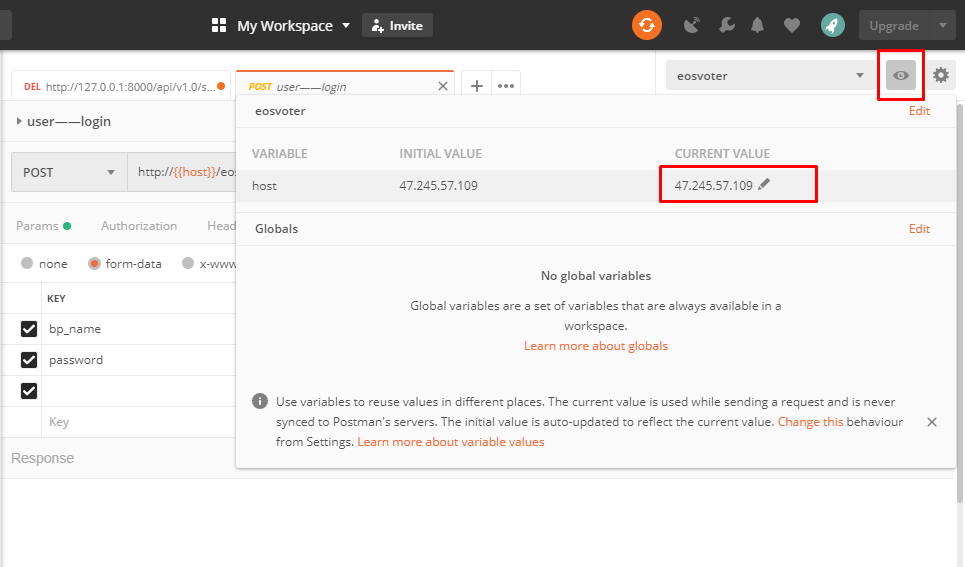 My Workspace
Invite
Upgrade
DEL http://127.0.0.1:8000/api/v1.0/s...
POST user——login
eosvoter
user——login
POST
http://{{host}}/eo
Params
Authorization
Head
none
form-data
x-www
KEY
bp_name
password
Key
Response
eosvoter
Edit
VARIABLE
INITIAL VALUE
CURRENT VALUE
host
47.245.57.109
47.245.57.109
Globals
Edit
No global variables
Global variables are a set of variables that are always available in a
workspace.
Learn more about globals
Use variables to reuse values in different places. The current value is used while sending a request and is never
synced to Postman's servers. The initial value is auto-updated to reflect the current value. Change this behaviour
from Settings. Learn more about variable values